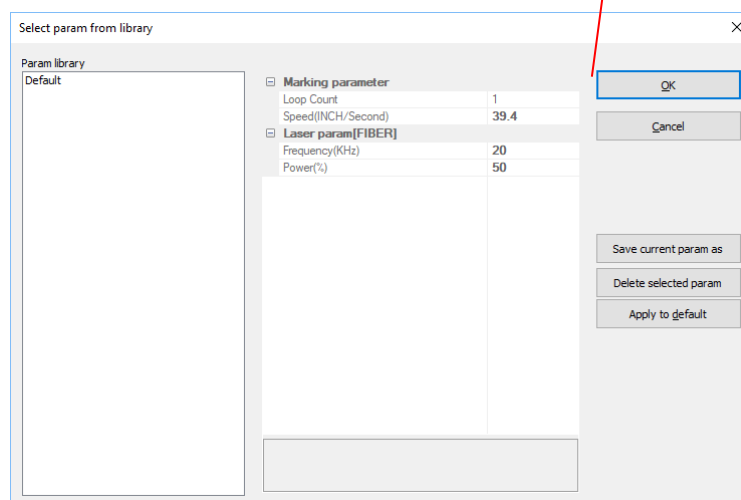 Select param from library
Param library
Default
Marking parameter
Loop Count 1
Speed(INCH/Second) 39.4
Laser param[FIBER]
Frequency(KHz) 20
Power(%) 50
OK
Cancel
Save current param as
Delete selected param
Apply to default